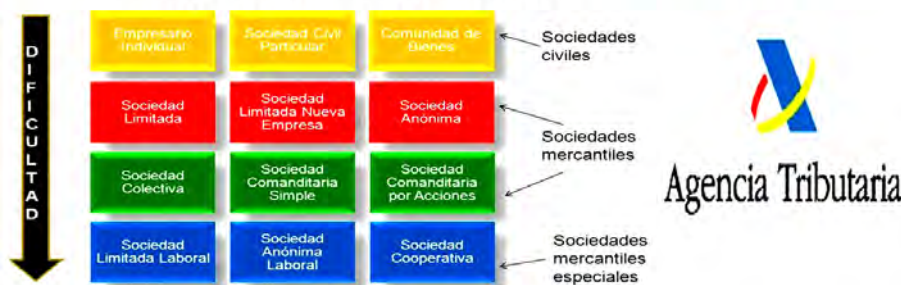 DIFICULTAD
Empresario
Individual
Sociedad Civil
Particular
Comunidad de
Bienes
Sociedades
civiles
Sociedad
Limitada
Sociedad
Limitada Nueva
Empresa
Sociedad
Anónima
Sociedades
mercantiles
Sociedad
Colectiva
Sociedad
Comanditaria
Simple
Sociedad
Comanditaria
por Acciones
Sociedad
Limitada Laboral
Sociedad
Anónima
Laboral
Sociedad
Cooperativa
Sociedades
mercantiles
especiales
Agencia Tributaria